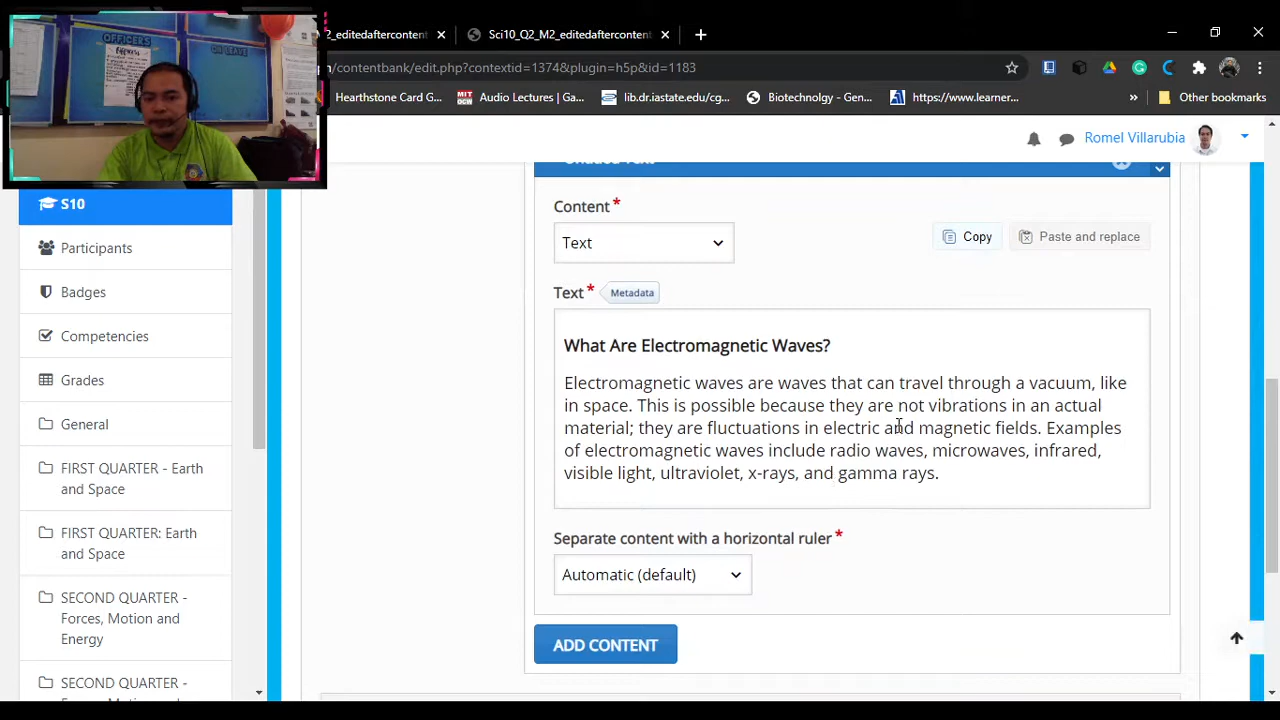 OFFICERS
ON LEAVE
2_editedaftercontent
Sci10_Q2_M2_editedaftercontent
/contentbank/edit.php?contextid=1374&plugin=h5p&id=1183
Hearthstone Card G...
Audio Lectures | Ga...
lib.dr.iastate.edu/cg...
https://www.learner...
Other bookmarks
Romel Villarubia
S10
Participants
Badges
Competencies
Grades
General
FIRST QUARTER - Earth
and Space
FIRST QUARTER: Earth
and Space
SECOND QUARTER -
Forces, Motion and
Energy
SECOND QUARTER -
Content*
Text
Copy
Paste and replace
Text*
Metadata
What Are Electromagnetic Waves?
Electromagnetic waves are waves that can travel through a vacuum, like
in space. This is possible because they are not vibrations in an actual
material; they are fluctuations in electric and magnetic fields. Examples
of electromagnetic waves include radio waves, microwaves, infrared,
visible light, ultraviolet, x-rays, and gamma rays.
Separate content with a horizontal ruler*
Automatic (default)
ADD CONTENT